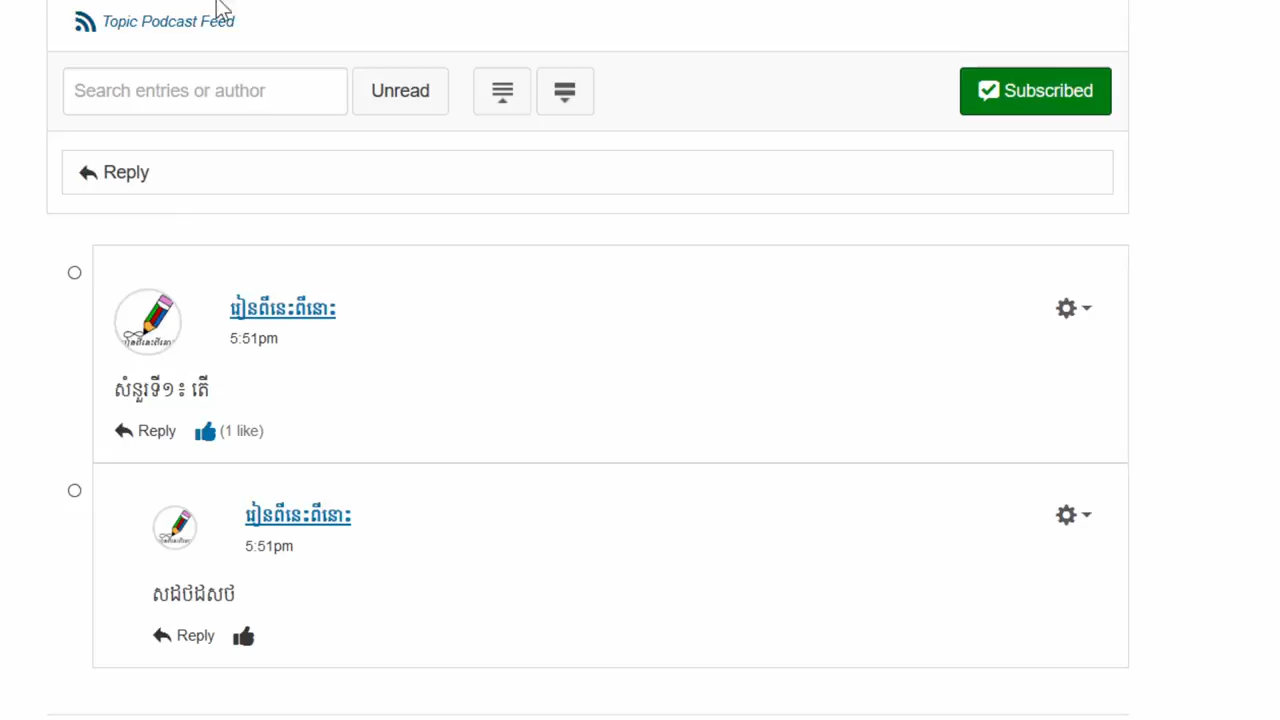 Topic Podcast Feed
Search entries or author
Unread
Subscribed
Reply
រៀនពីនេះពីនោះ
5:51pm
សំនួរទី១៖ តើ
Reply (1 like)
រៀនពីនេះពីនោះ
5:51pm
សដថដសថ
Reply